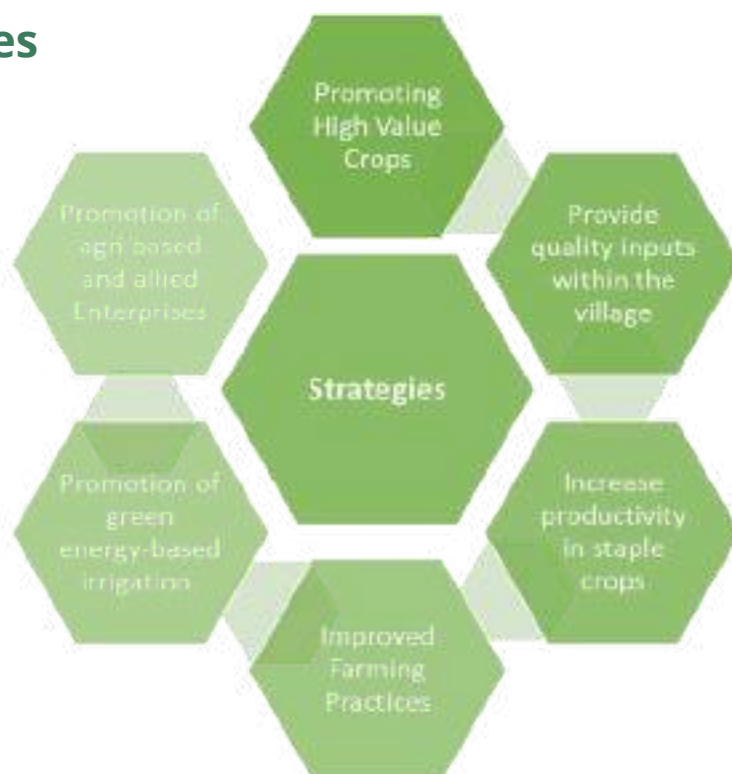 es
Promoting
High Value
Crops
Provide
quality inputs
within the
village
Increase
productivity
in staple
crops
Improved
Farming
Practices
Promotion of
green
energy-based
irrigation
Promotion of
agri based
and allied
Enterprises
Strategies